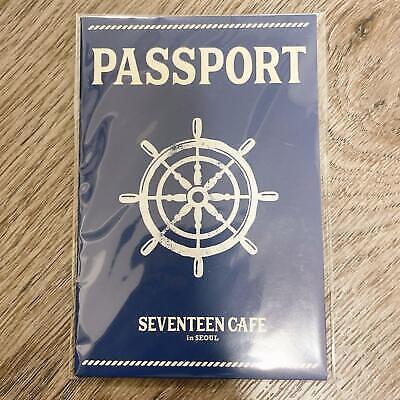 PASSPORT
SEVENTEEN CAFE
in SEOUL